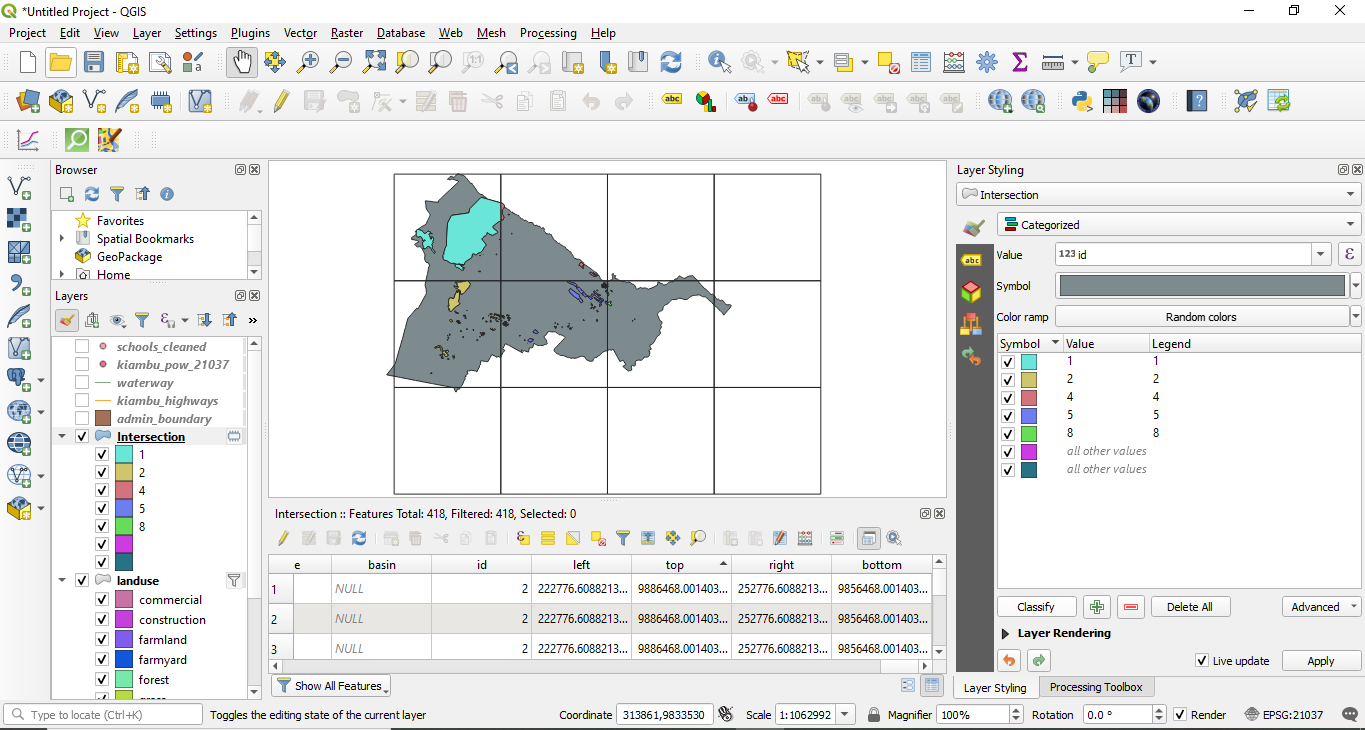 *Untitled Project - QGIS
Project Edit View Layer Settings Plugins Vector Raster Database Web Mesh Processing Help
Browser
Favorites
Spatial Bookmarks
GeoPackage
Home
Layers
schools_cleaned
kiambu_pow_21037
waterway
kiambu_highways
admin_boundary
Intersection
1
2
4
5
8
landuse
commercial
construction
farmland
farmyard
forest
Intersection :: Features Total: 418, Filtered: 418, Selected: 0
e basin id left top right bottom
1 NULL 2 222776.6088213... 9886468.001403... 252776.6088213... 9856468.001403...
2 NULL 2 222776.6088213... 9886468.001403... 252776.6088213... 9856468.001403...
3 NULL 2 222776.6088213... 9886468.001403... 252776.6088213... 9856468.001403...
Show All Features
Layer Styling
Intersection
Categorized
Value 123 id
Symbol
Color ramp Random colors
Symbol Value Legend
1 1
2 2
4 4
5 5
8 8
all other values
all other values
Classify Delete All Advanced
Layer Rendering
Live update Apply
Layer Styling Processing Toolbox
Type to locate (Ctrl+K) Toggles the editing state of the current layer Coordinate 313861,9833530 Scale 1:1062992 Magnifier 100% Rotation 0.0 ° Render EPSG:21037